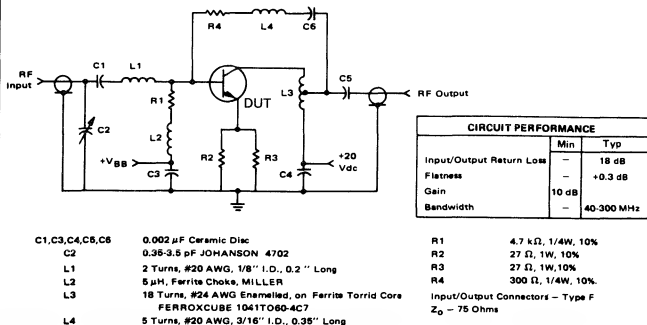 R4
L4
C6
RF
Input
C1
L1
C5
RF Output
L3
DUT
R1
C2
L2
+VBB
R2
R3
+20
Vdc
C3
C4
CIRCUIT PERFORMANCE
Min Typ
Input/Output Return Loss – 18 dB
Flatness – +0.3 dB
Gain 10 dB
Bandwidth – 40-300 MHz
C1,C3,C4,C5,C6 0.002 µF Ceramic Disc
C2 0.35-3.5 pF JOHANSON 4702
L1 2 Turns, #20 AWG, 1/8" I.D., 0.2" Long
L2 5 µH, Ferrite Choke, MILLER
L3 18 Turns, #24 AWG Enamelled, on Ferrite Torrid Core
FERROXCUBE 1041TO60-4C7
L4 5 Turns, #20 AWG, 3/16" I.D., 0.35" Long
R1 4.7 kΩ, 1/4W, 10%
R2 27 Ω, 1W, 10%
R3 27 Ω, 1W,10%
R4 300 Ω, 1/4W, 10%.
Input/Output Connectors – Type F
Zo – 75 Ohms